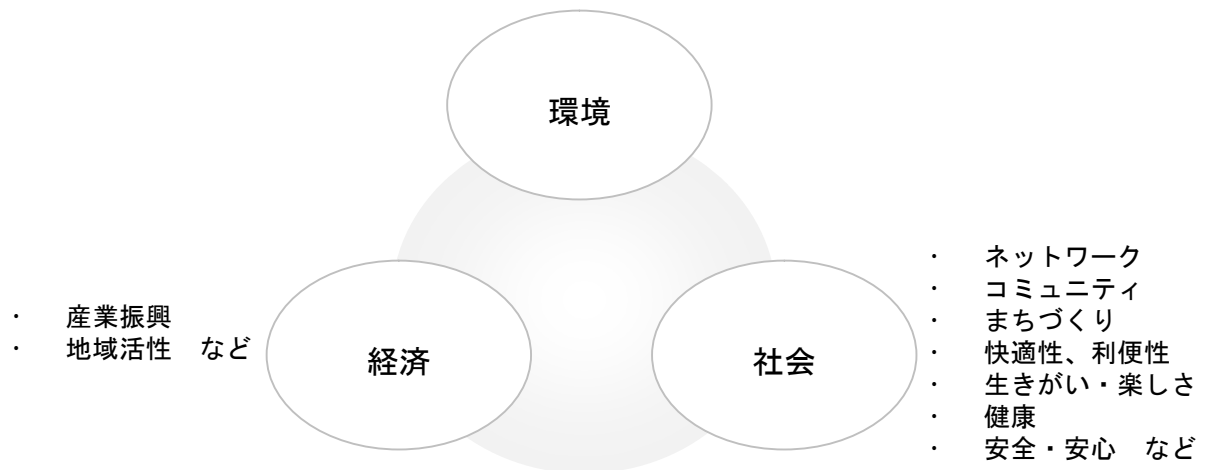 環境
・ 産業振興
・ 地域活性　など
経済
社会
・ ネットワーク
・ コミュニティ
・ まちづくり
・ 快適性、利便性
・ 生きがい・楽しさ
・ 健康
・ 安全・安心　など